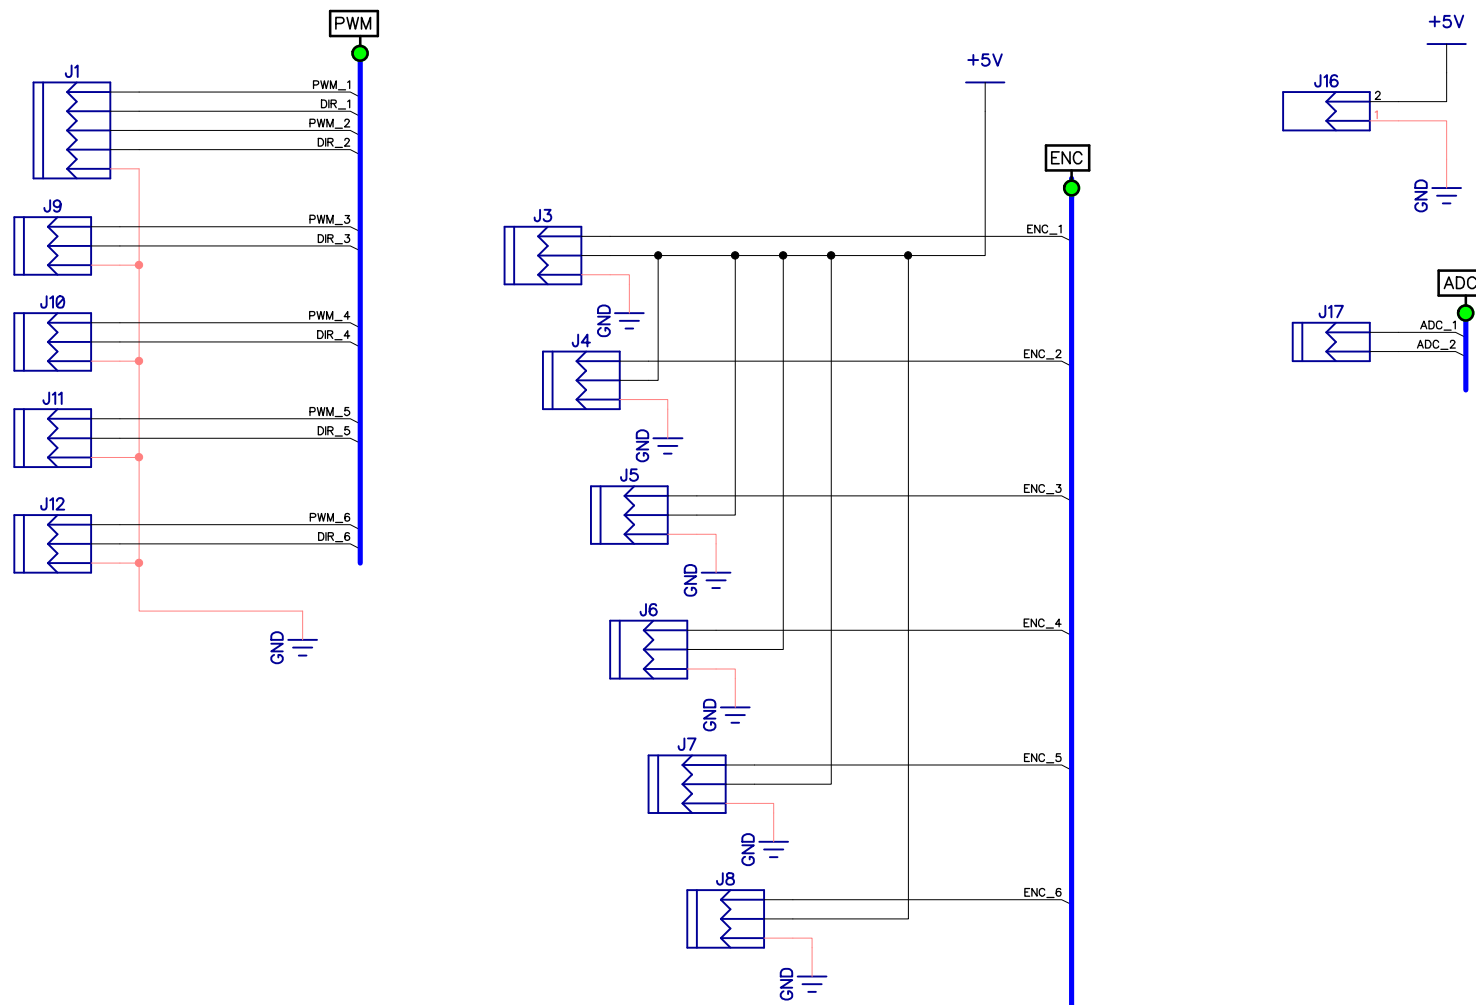 PWM
J1
PWM_1
DIR_1
PWM_2
DIR_2
J9
PWM_3
DIR_3
J10
PWM_4
DIR_4
J11
PWM_5
DIR_5
J12
PWM_6
DIR_6
GND
+5V
ENC
J3
ENC_1
GND
J4
ENC_2
GND
J5
ENC_3
GND
J6
ENC_4
GND
J7
ENC_5
GND
J8
ENC_6
GND
+5V
J16
2
1
GND
ADC
J17
ADC_1
ADC_2